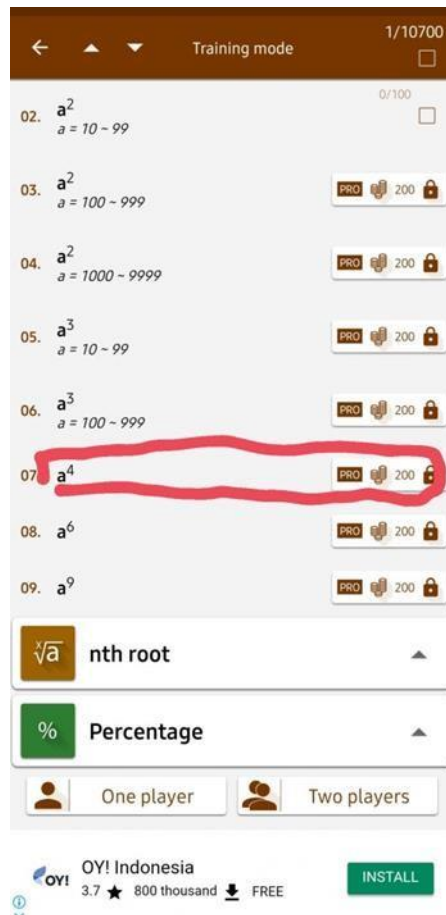 1/10700
Training mode
0/100
02. a²
a = 10 ~ 99
03. a² PRO 200
a = 100 ~ 999
04. a² PRO 200
a = 1000 ~ 9999
05. a³ PRO 200
a = 10 ~ 99
06. a³ PRO 200
a = 100 ~ 999
07 a⁴ PRO 200
08. a⁶ PRO 200
09. a⁹ PRO 200
ˣ√a nth root
% Percentage
One player Two players
OY! OY! Indonesia INSTALL
3.7 ★ 800 thousand FREE